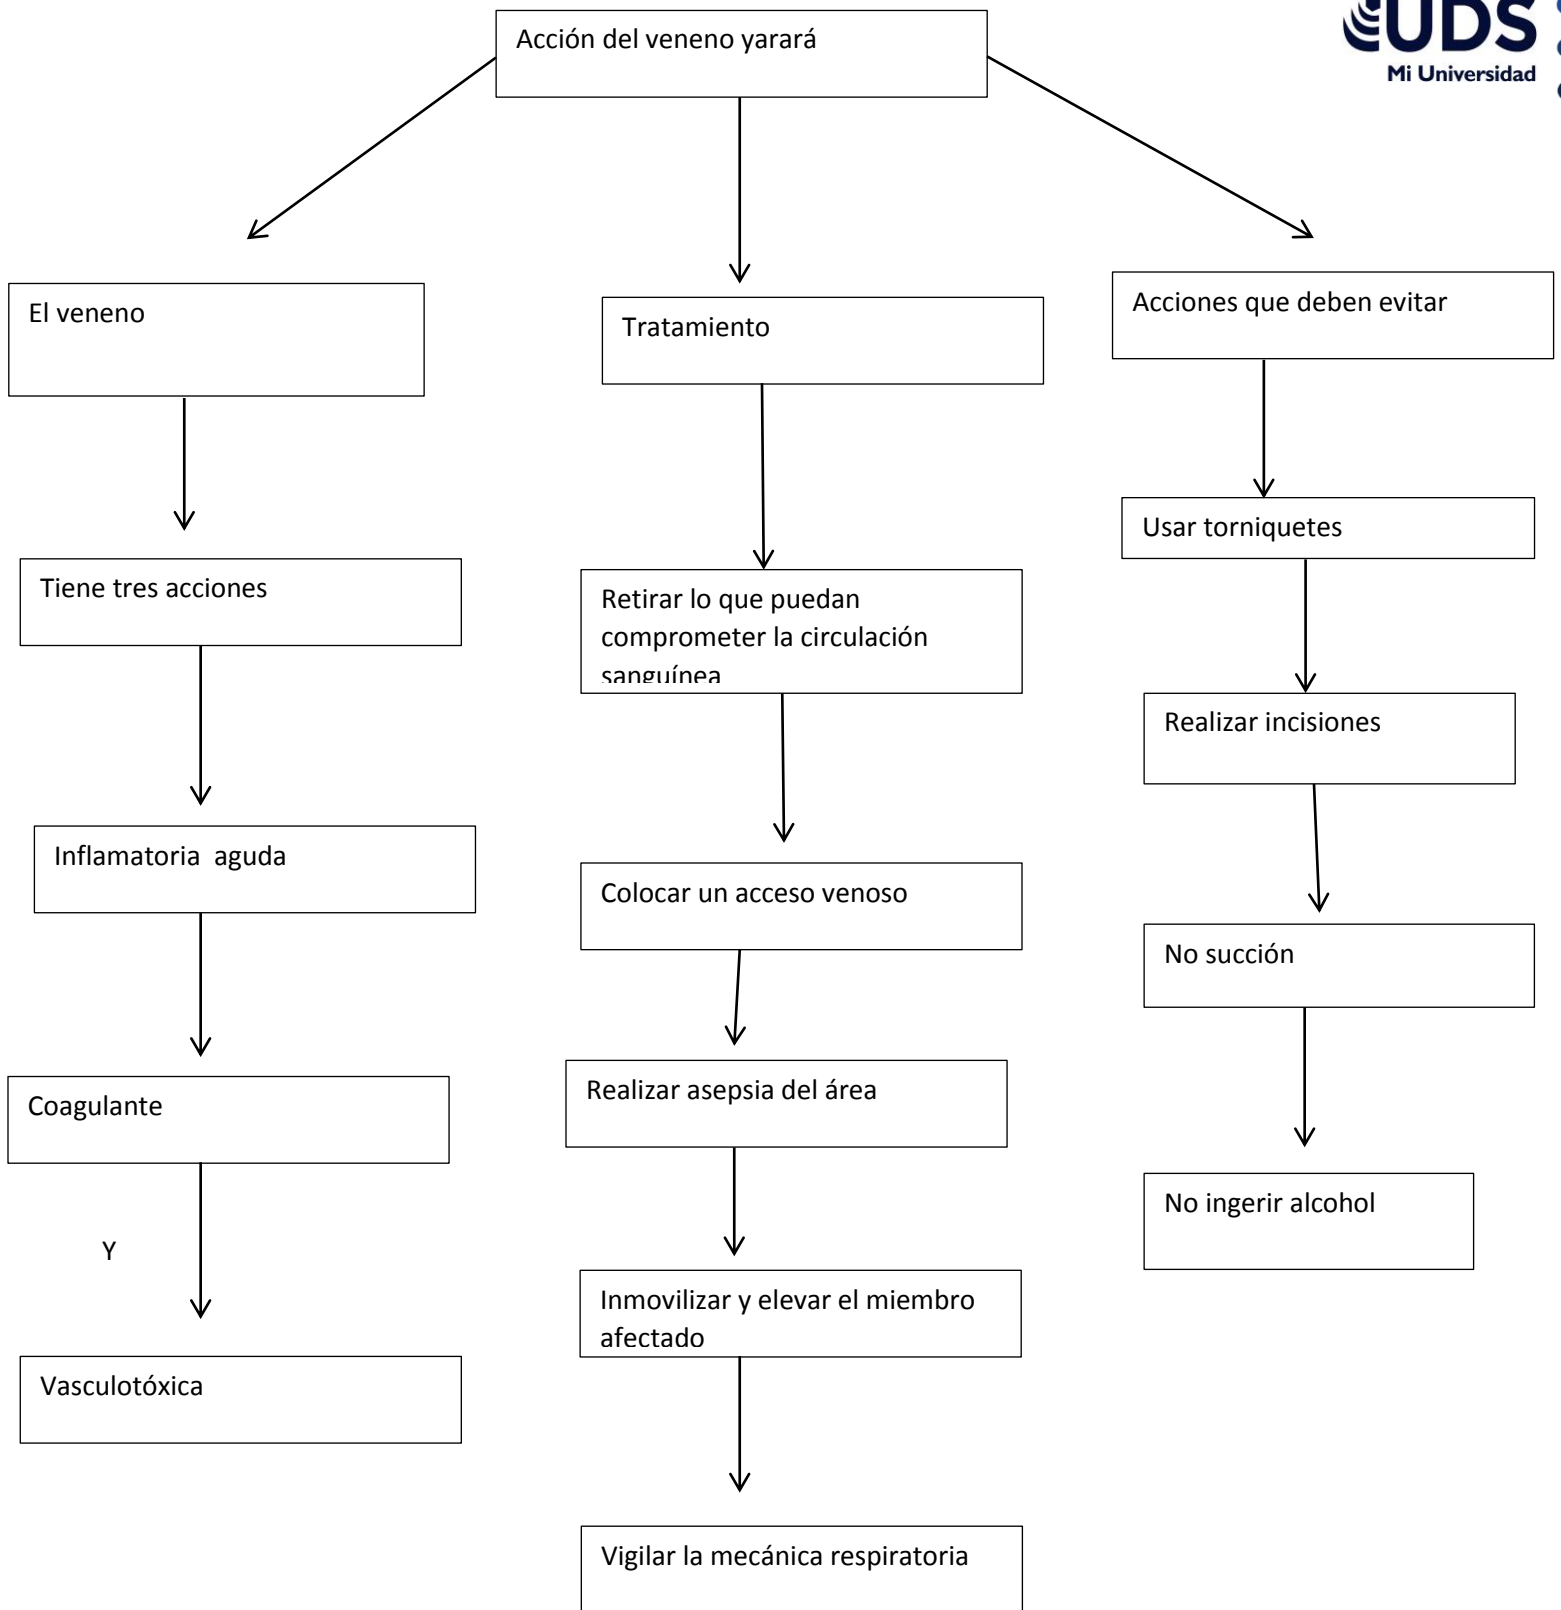 Acción del veneno yarará
UDS
Mi Universidad
El veneno
Tratamiento
Acciones que deben evitar
Tiene tres acciones
Retirar lo que puedan
comprometer la circulación
sanguínea
Usar torniquetes
Inflamatoria  aguda
Colocar un acceso venoso
Realizar incisiones
Coagulante
Realizar asepsia del área
No succión
Y
Inmovilizar y elevar el miembro
afectado
No ingerir alcohol
Vasculotóxica
Vigilar la mecánica respiratoria